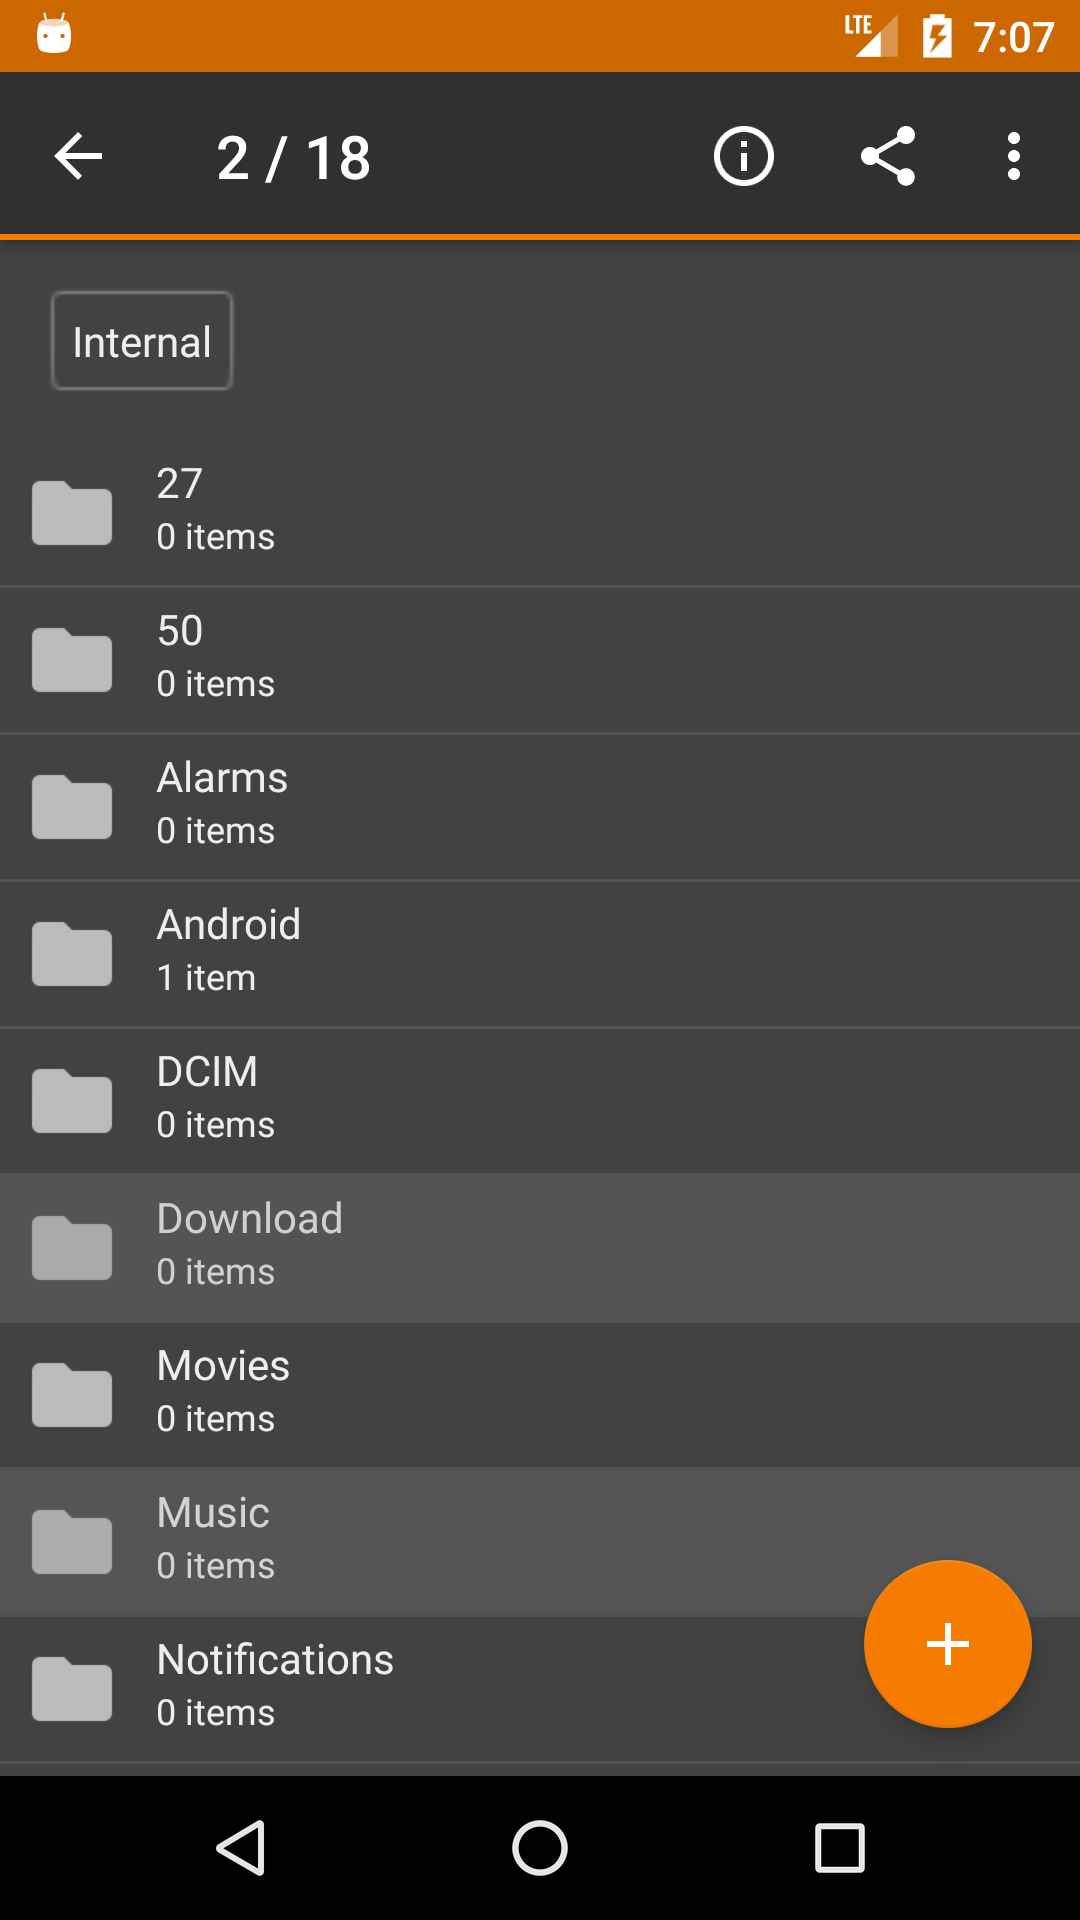 LTE 7:07
2 / 18
Internal
27
0 items
50
0 items
Alarms
0 items
Android
1 item
DCIM
0 items
Download
0 items
Movies
0 items
Music
0 items
Notifications
0 items